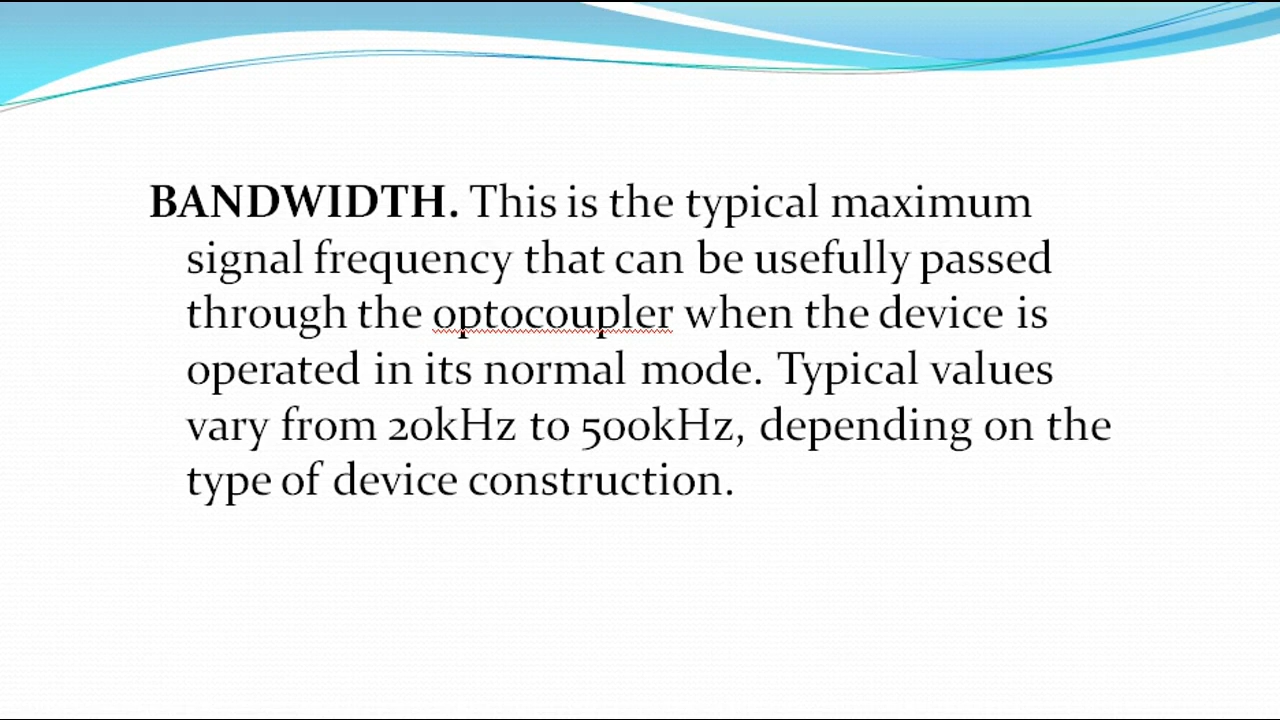 BANDWIDTH. This is the typical maximum
signal frequency that can be usefully passed
through the optocoupler when the device is
operated in its normal mode. Typical values
vary from 20kHz to 500kHz, depending on the
type of device construction.